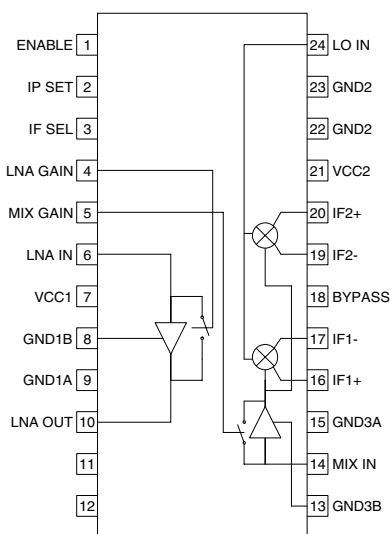 ENABLE 1
IP SET 2
IF SEL 3
LNA GAIN 4
MIX GAIN 5
LNA IN 6
VCC1 7
GND1B 8
GND1A 9
LNA OUT 10
11
12
24 LO IN
23 GND2
22 GND2
21 VCC2
20 IF2+
19 IF2-
18 BYPASS
17 IF1-
16 IF1+
15 GND3A
14 MIX IN
13 GND3B